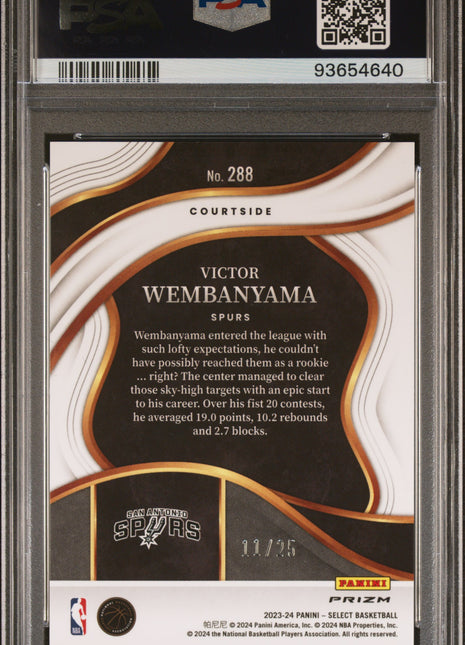 PSA
PSA
93654640
No. 288
COURTSIDE
VICTOR
WEMBANYAMA
SPURS
Wembanyama entered the league with
such lofty expectations, he couldn't
have possibly reached them as a rookie
... right? The center managed to clear
those sky-high targets with an epic start
to his career. Over his fist 20 contests,
he averaged 19.0 points, 10.2 rebounds
and 2.7 blocks.
SAN ANTONIO
SPURS
11/25
PANINI
PRIZM
NBA
2023-24 PANINI – SELECT BASKETBALL
帕尼尼 © 2024 Panini America, Inc. © 2024 NBA Properties, Inc.
© 2024 the National Basketball Players Association. All rights reserved.